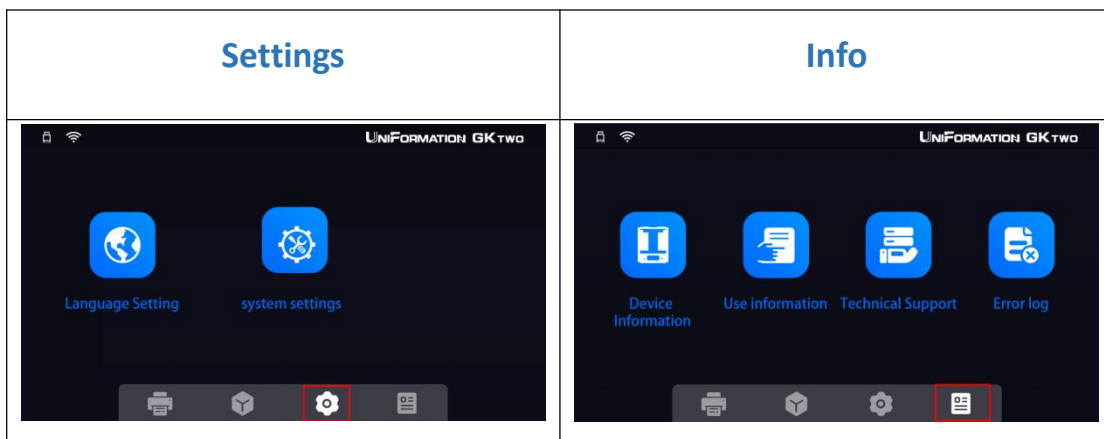 Settings
Info
UNIFORMATION GKTWO
UNIFORMATION GKTWO
Language Setting
system settings
Device
Information
Use information
Technical Support
Error log